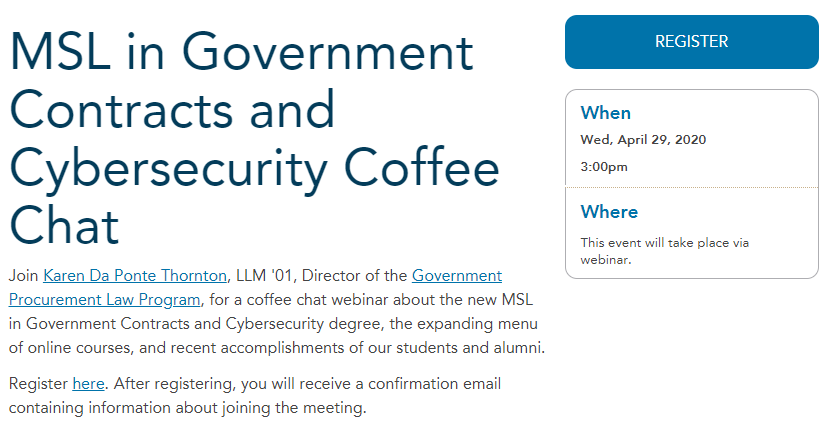 MSL in Government
Contracts and
Cybersecurity Coffee
Chat
Join Karen Da Ponte Thornton, LLM '01, Director of the Government
Procurement Law Program, for a coffee chat webinar about the new MSL
in Government Contracts and Cybersecurity degree, the expanding menu
of online courses, and recent accomplishments of our students and alumni.
Register here. After registering, you will receive a confirmation email
containing information about joining the meeting.
REGISTER
When
Wed, April 29, 2020
3:00pm
Where
This event will take place via
webinar.